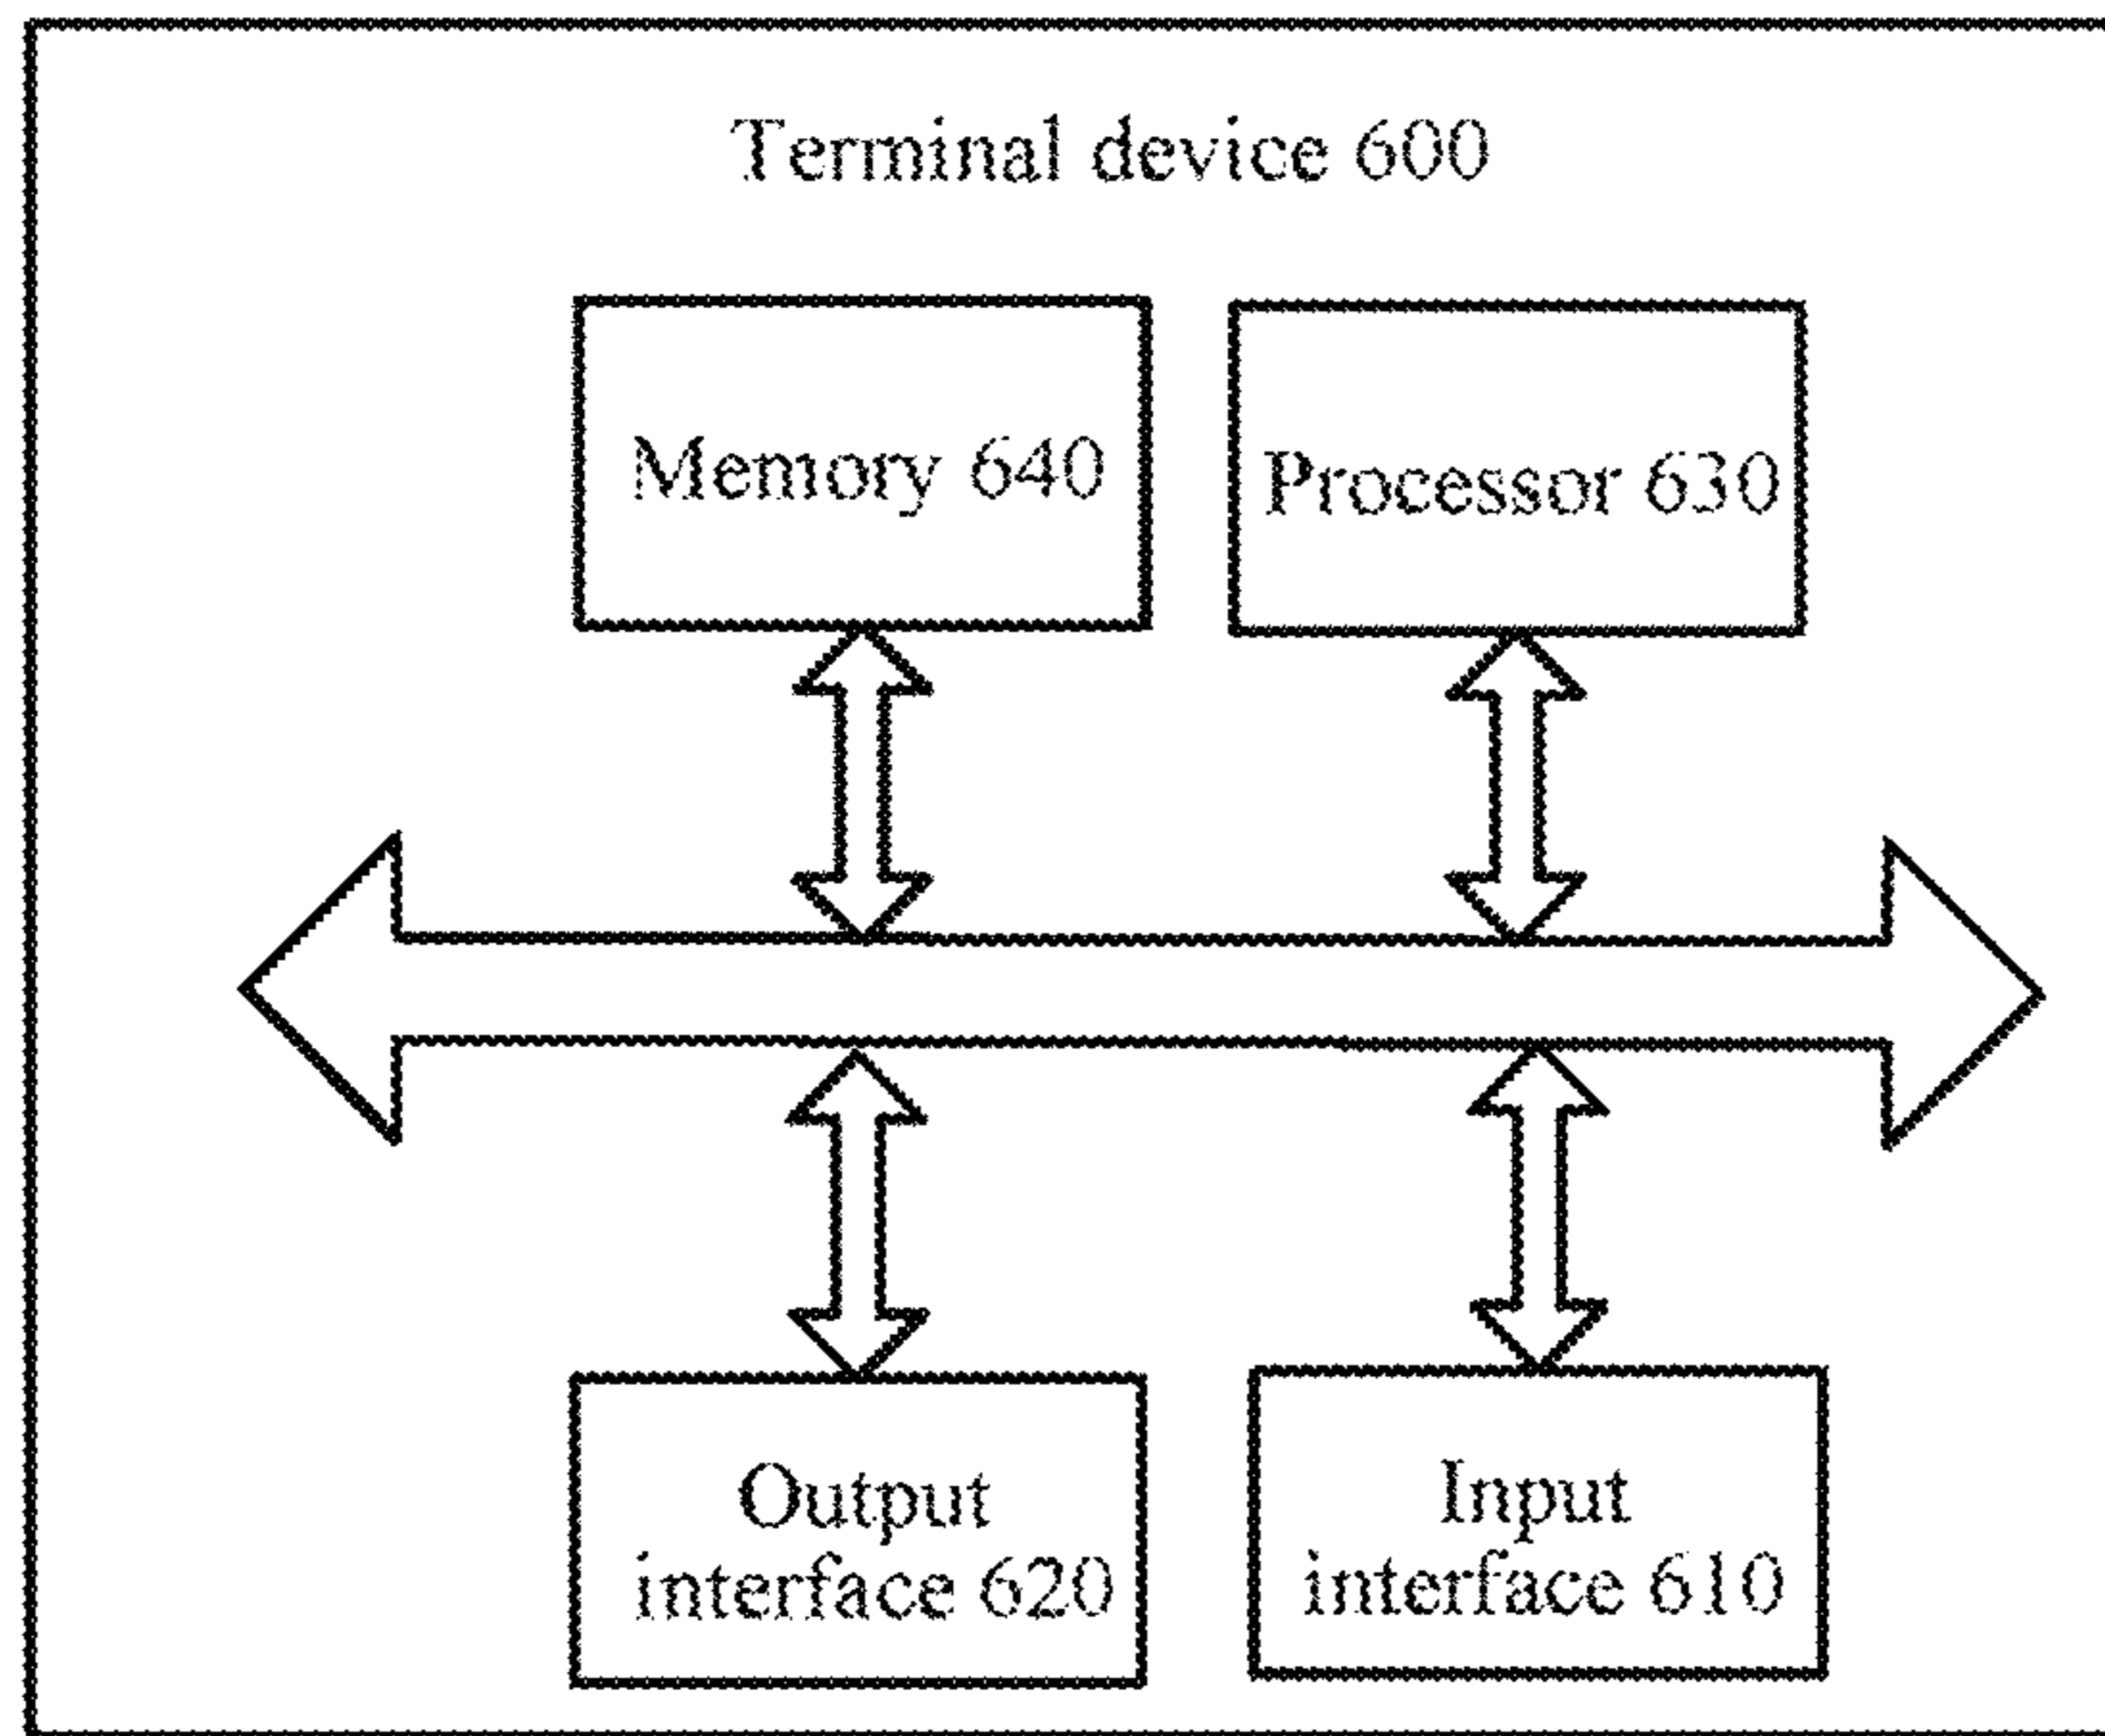 Terminal device 600
Memory 640
Processor 630
Output
interface 620
Input
interface 610